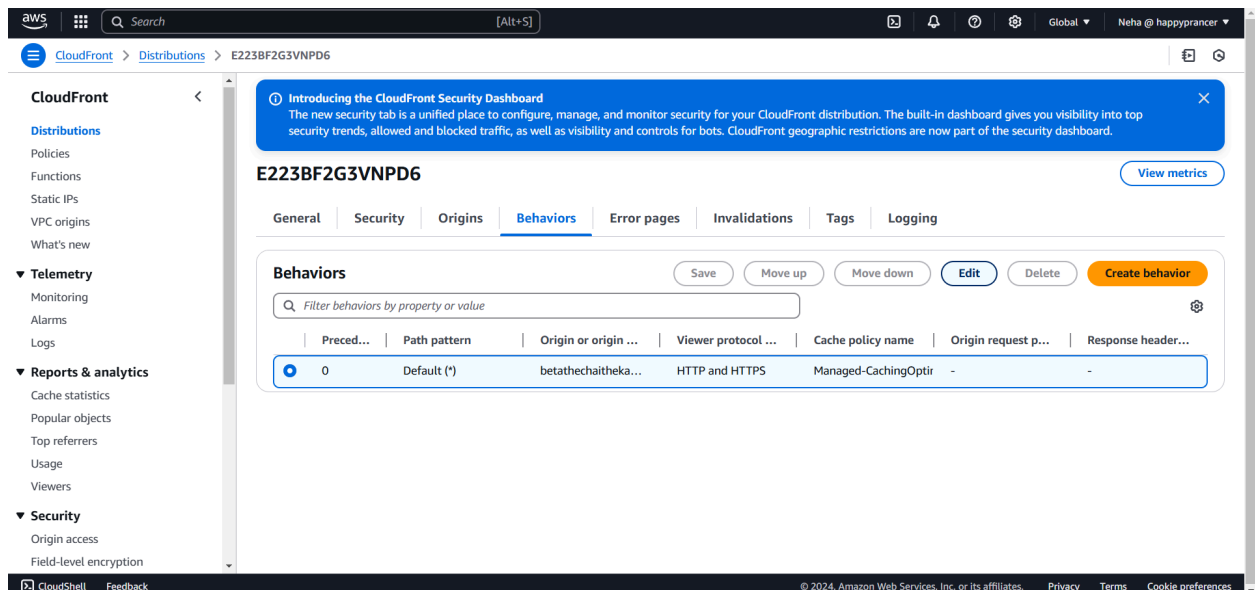 aws Search [Alt+S] Global ▼ Neha @ happyprancer ▼
CloudFront > Distributions > E223BF2G3VNPD6
CloudFront
Distributions
Policies
Functions
Static IPs
VPC origins
What's new
Telemetry
Monitoring
Alarms
Logs
Reports & analytics
Cache statistics
Popular objects
Top referrers
Usage
Viewers
Security
Origin access
Field-level encryption
Introducing the CloudFront Security Dashboard
The new security tab is a unified place to configure, manage, and monitor security for your CloudFront distribution. The built-in dashboard gives you visibility into top
security trends, allowed and blocked traffic, as well as visibility and controls for bots. CloudFront geographic restrictions are now part of the security dashboard.
E223BF2G3VNPD6 View metrics
General Security Origins Behaviors Error pages Invalidations Tags Logging
Behaviors Save Move up Move down Edit Delete Create behavior
Filter behaviors by property or value
Preced... Path pattern Origin or origin ... Viewer protocol ... Cache policy name Origin request p... Response header...
0 Default (*) betathechaitheka... HTTP and HTTPS Managed-CachingOptir - -
CloudShell Feedback © 2024, Amazon Web Services, Inc. or its affiliates. Privacy Terms Cookie preferences